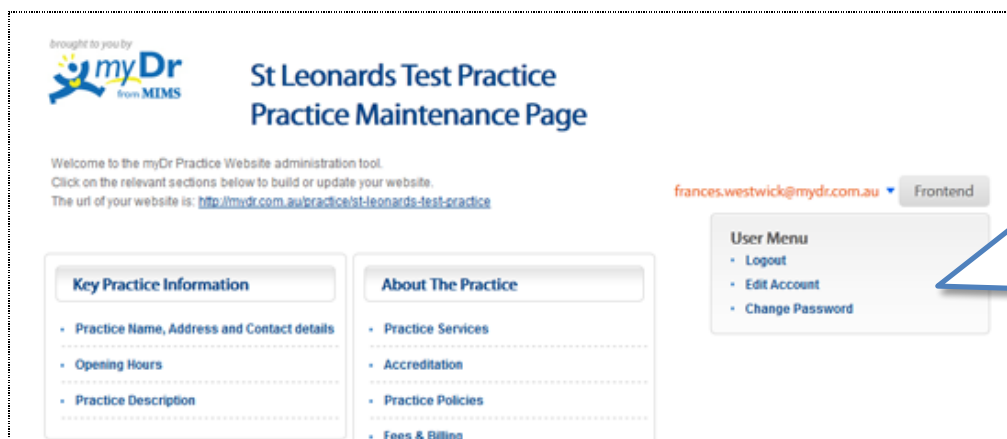 brought to you by
myDr
from MIMS
St Leonards Test Practice
Practice Maintenance Page
Welcome to the myDr Practice Website administration tool.
Click on the relevant sections below to build or update your website.
The url of your website is: http://mydr.com.au/practice/st-leonards-test-practice
frances.westwick@mydr.com.au
Frontend
User Menu
Logout
Edit Account
Change Password
Key Practice Information
Practice Name, Address and Contact details
Opening Hours
Practice Description
About The Practice
Practice Services
Accreditation
Practice Policies
Fees & Billing